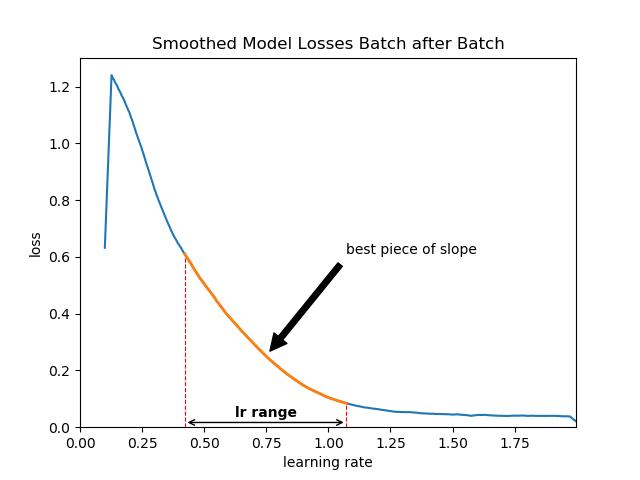 Smoothed Model Losses Batch after Batch
1.2
1.0
0.8
0.6
0.4
0.2
0.0
loss
best piece of slope
lr range
0.00 0.25 0.50 0.75 1.00 1.25 1.50 1.75
learning rate